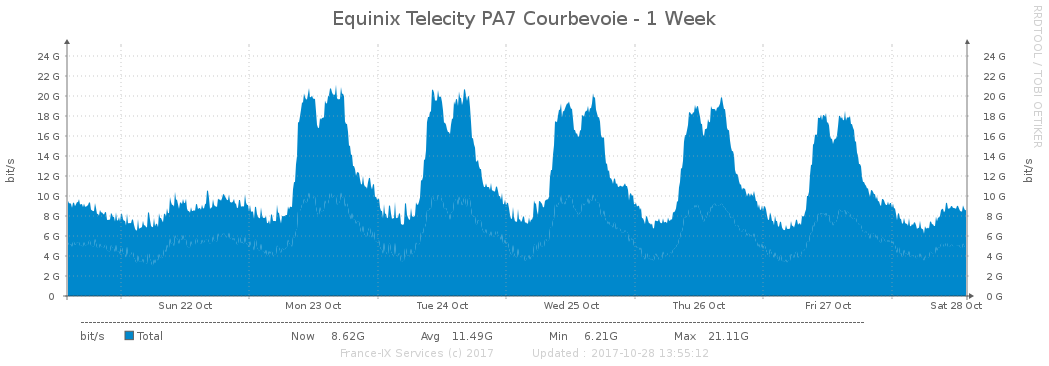 Equinix Telecity PA7 Courbevoie - 1 Week
RRDTOOL / TOBI OETIKER
bit/s
24 G
22 G
20 G
18 G
16 G
14 G
12 G
10 G
8 G
6 G
4 G
2 G
0
24 G
22 G
20 G
18 G
16 G
14 G
12 G
10 G
8 G
6 G
4 G
2 G
0 G
bit/s
Sun 22 Oct Mon 23 Oct Tue 24 Oct Wed 25 Oct Thu 26 Oct Fri 27 Oct Sat 28 Oct
bit/s Total Now 8.62G Avg 11.49G Min 6.21G Max 21.11G
France-IX Services (c) 2017 Updated : 2017-10-28 13:55:12